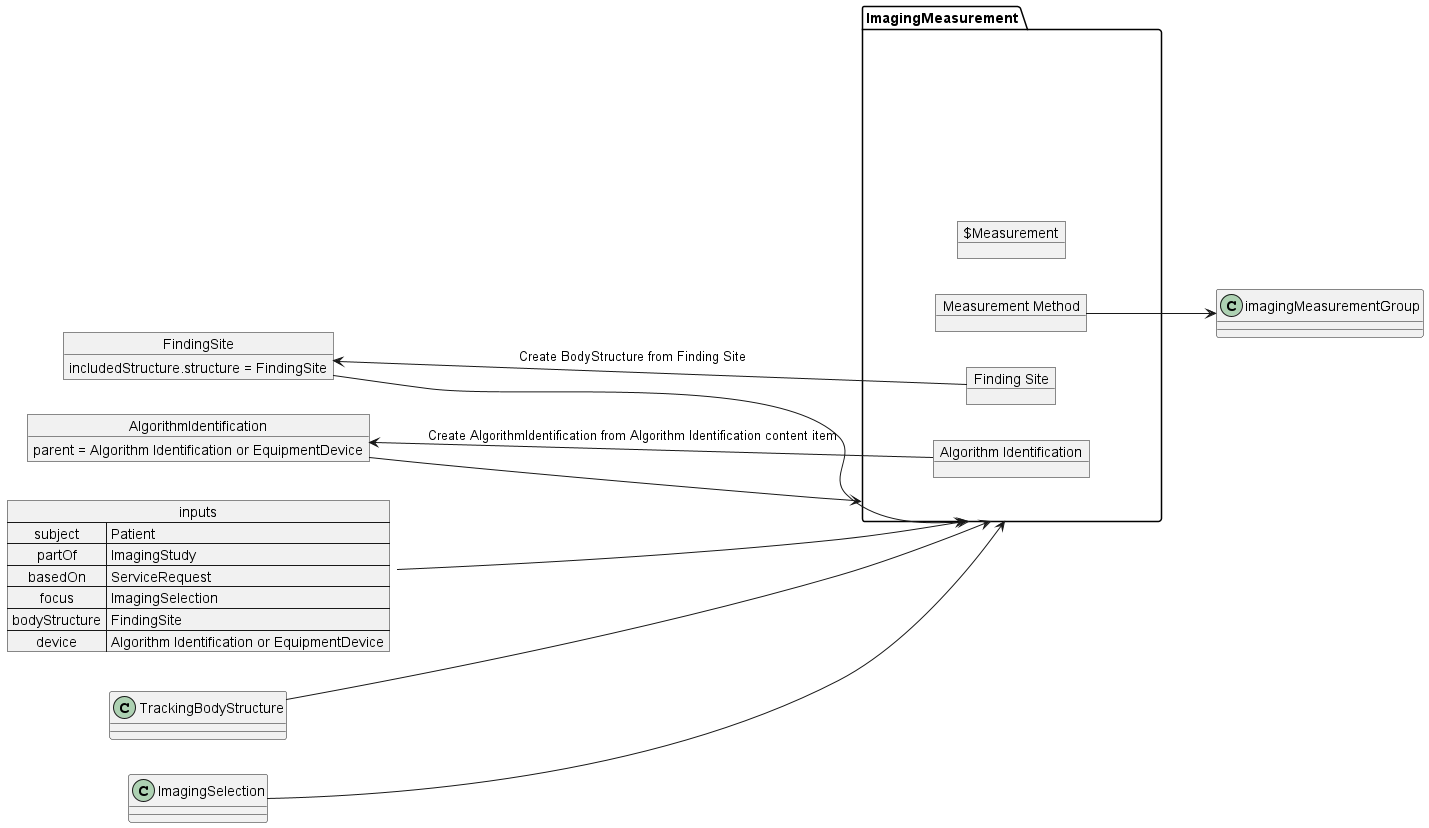 ImagingMeasurement
$Measurement
Measurement Method
C imagingMeasurementGroup
Finding Site
Algorithm Identification
FindingSite
includedStructure.structure = FindingSite
Create BodyStructure from Finding Site
AlgorithmIdentification
parent = Algorithm Identification or EquipmentDevice
Create AlgorithmIdentification from Algorithm Identification content item
inputs
subject Patient
partOf ImagingStudy
basedOn ServiceRequest
focus ImagingSelection
bodyStructure FindingSite
device Algorithm Identification or EquipmentDevice
C TrackingBodyStructure
C ImagingSelection